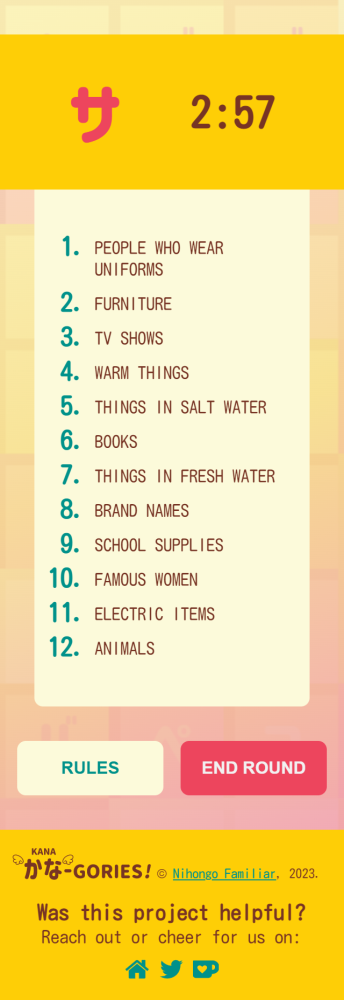 サ 2:57
1. PEOPLE WHO WEAR
UNIFORMS
2. FURNITURE
3. TV SHOWS
4. WARM THINGS
5. THINGS IN SALT WATER
6. BOOKS
7. THINGS IN FRESH WATER
8. BRAND NAMES
9. SCHOOL SUPPLIES
10. FAMOUS WOMEN
11. ELECTRIC ITEMS
12. ANIMALS
RULES END ROUND
KANA
かな-GORIES! © Nihongo Familiar, 2023.
Was this project helpful?
Reach out or cheer for us on: